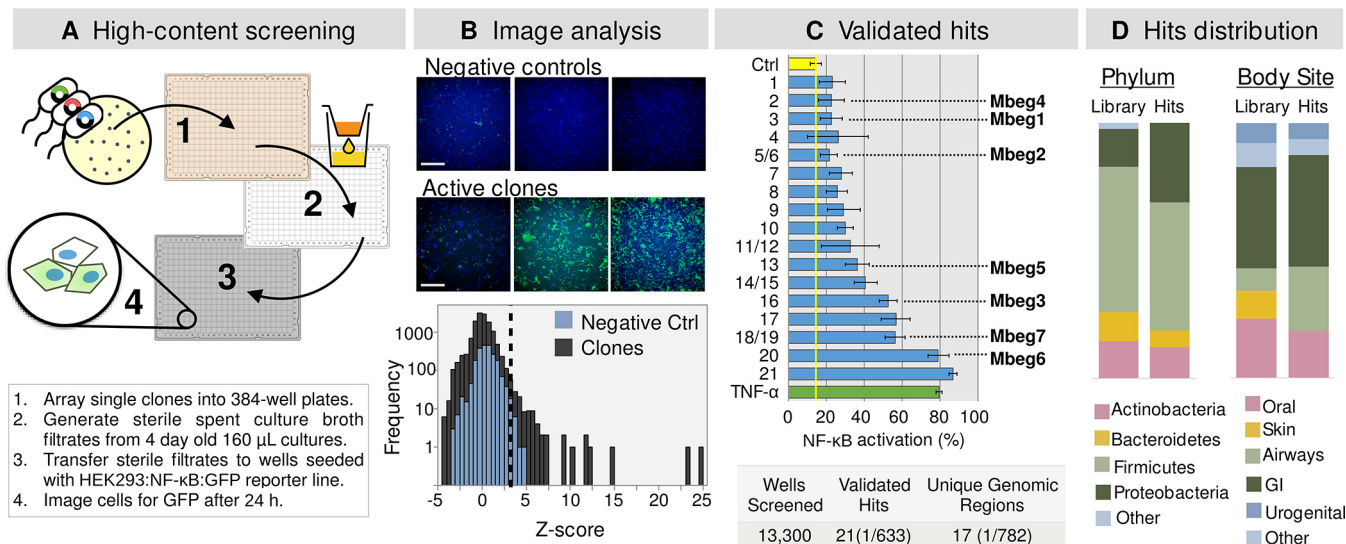 A High-content screening
1
2
3
4
1. Array single clones into 384-well plates.
2. Generate sterile spent culture broth
filtrates from 4 day old 160 µL cultures.
3. Transfer sterile filtrates to wells seeded
with HEK293:NF-κB:GFP reporter line.
4. Image cells for GFP after 24 h.
B Image analysis
Negative controls
Active clones
Negative Ctrl
Clones
Frequency
1000
100
10
1
-5 0 5 10 15 20 25
Z-score
C Validated hits
Ctrl
1
2 Mbeg4
3 Mbeg1
4
5/6 Mbeg2
7
8
9
10
11/12
13 Mbeg5
14/15
16 Mbeg3
17
18/19 Mbeg7
20 Mbeg6
21
TNF-α
0 20 40 60 80 100
NF-κB activation (%)
Wells Screened Validated Hits Unique Genomic Regions
13,300 21(1/633) 17 (1/782)
D Hits distribution
Phylum
Library Hits
Actinobacteria
Bacteroidetes
Firmicutes
Proteobacteria
Other
Body Site
Library Hits
Oral
Skin
Airways
GI
Urogenital
Other